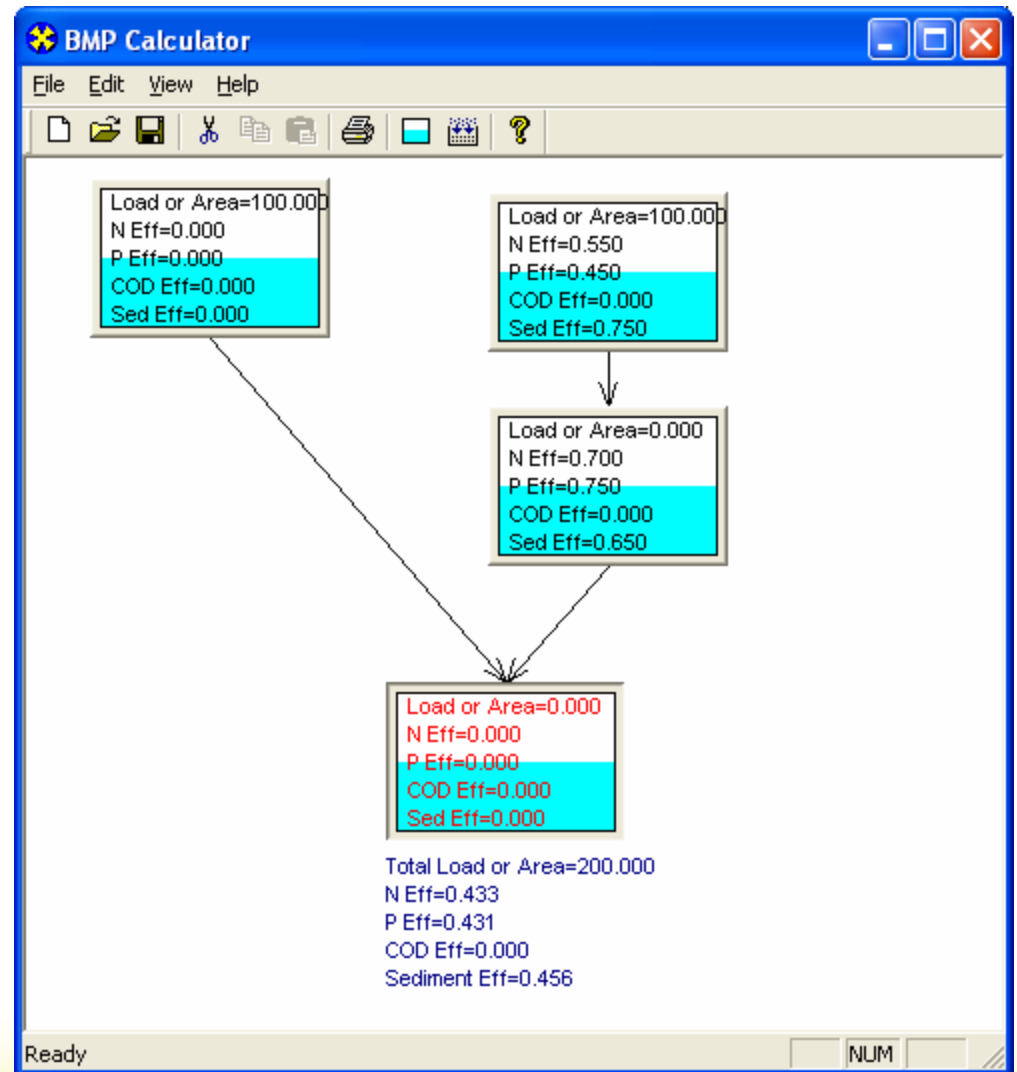 BMP Calculator
File Edit View Help
Load or Area=100.000
N Eff=0.000
P Eff=0.000
COD Eff=0.000
Sed Eff=0.000
Load or Area=100.000
N Eff=0.550
P Eff=0.450
COD Eff=0.000
Sed Eff=0.750
Load or Area=0.000
N Eff=0.700
P Eff=0.750
COD Eff=0.000
Sed Eff=0.650
Load or Area=0.000
N Eff=0.000
P Eff=0.000
COD Eff=0.000
Sed Eff=0.000
Total Load or Area=200.000
N Eff=0.433
P Eff=0.431
COD Eff=0.000
Sediment Eff=0.456
Ready NUM